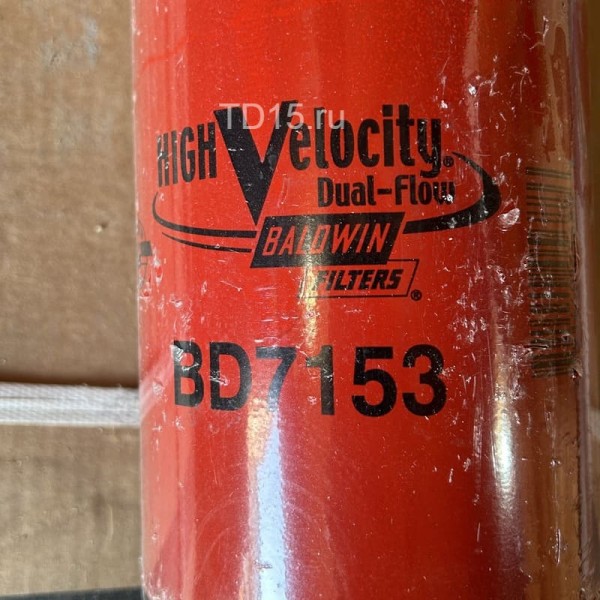 TD15.ru
HIGH Velocity®
Dual-Flow
BALDWIN
FILTERS®
BD7153